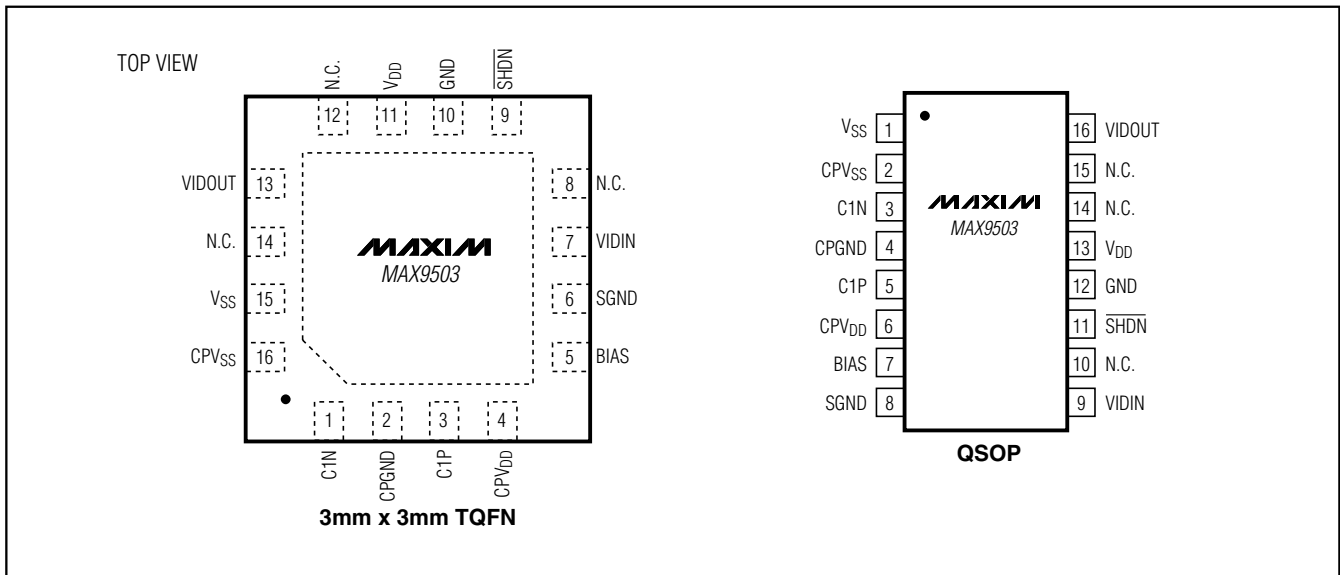 TOP VIEW
N.C.
VDD
GND
SHDN
12
11
10
9
VIDOUT 13
N.C. 14
VSS 15
CPVSS 16
8 N.C.
7 VIDIN
6 SGND
5 BIAS
MAXIM
MAX9503
1
2
3
4
C1N
CPGND
C1P
CPVDD
3mm x 3mm TQFN
VSS 1
CPVSS 2
C1N 3
CPGND 4
C1P 5
CPVDD 6
BIAS 7
SGND 8
MAXIM
MAX9503
16 VIDOUT
15 N.C.
14 N.C.
13 VDD
12 GND
11 SHDN
10 N.C.
9 VIDIN
QSOP